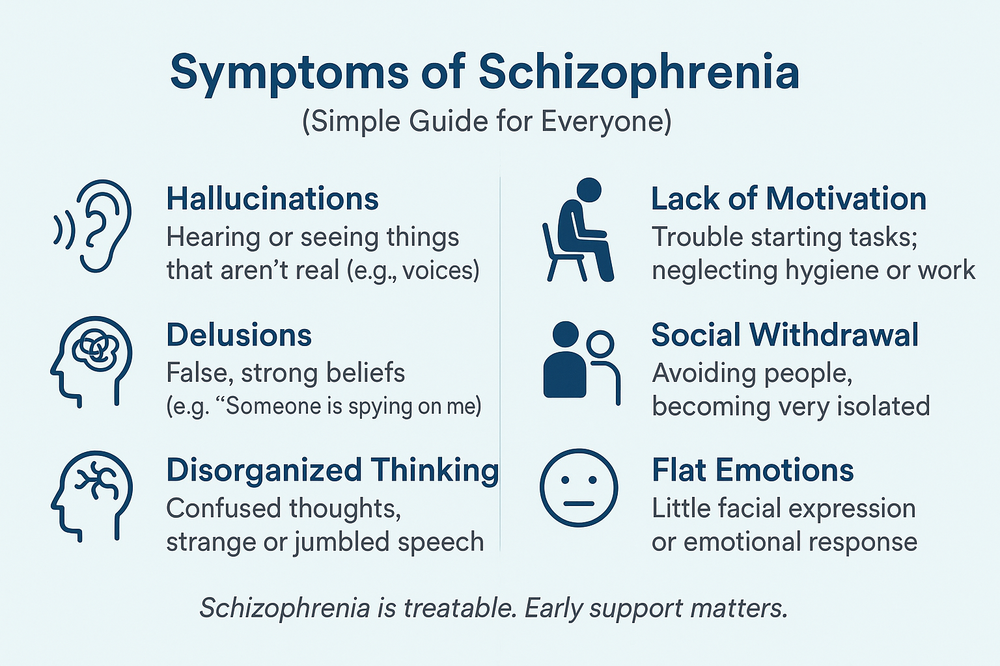 Symptoms of Schizophrenia
(Simple Guide for Everyone)
Hallucinations
Hearing or seeing things
that aren’t real (e.g., voices)
Delusions
False, strong beliefs
(e.g. “Someone is spying on me)
Disorganized Thinking
Confused thoughts,
strange or jumbled speech
Lack of Motivation
Trouble starting tasks;
neglecting hygiene or work
Social Withdrawal
Avoiding people,
becoming very isolated
Flat Emotions
Little facial expression
or emotional response
Schizophrenia is treatable. Early support matters.